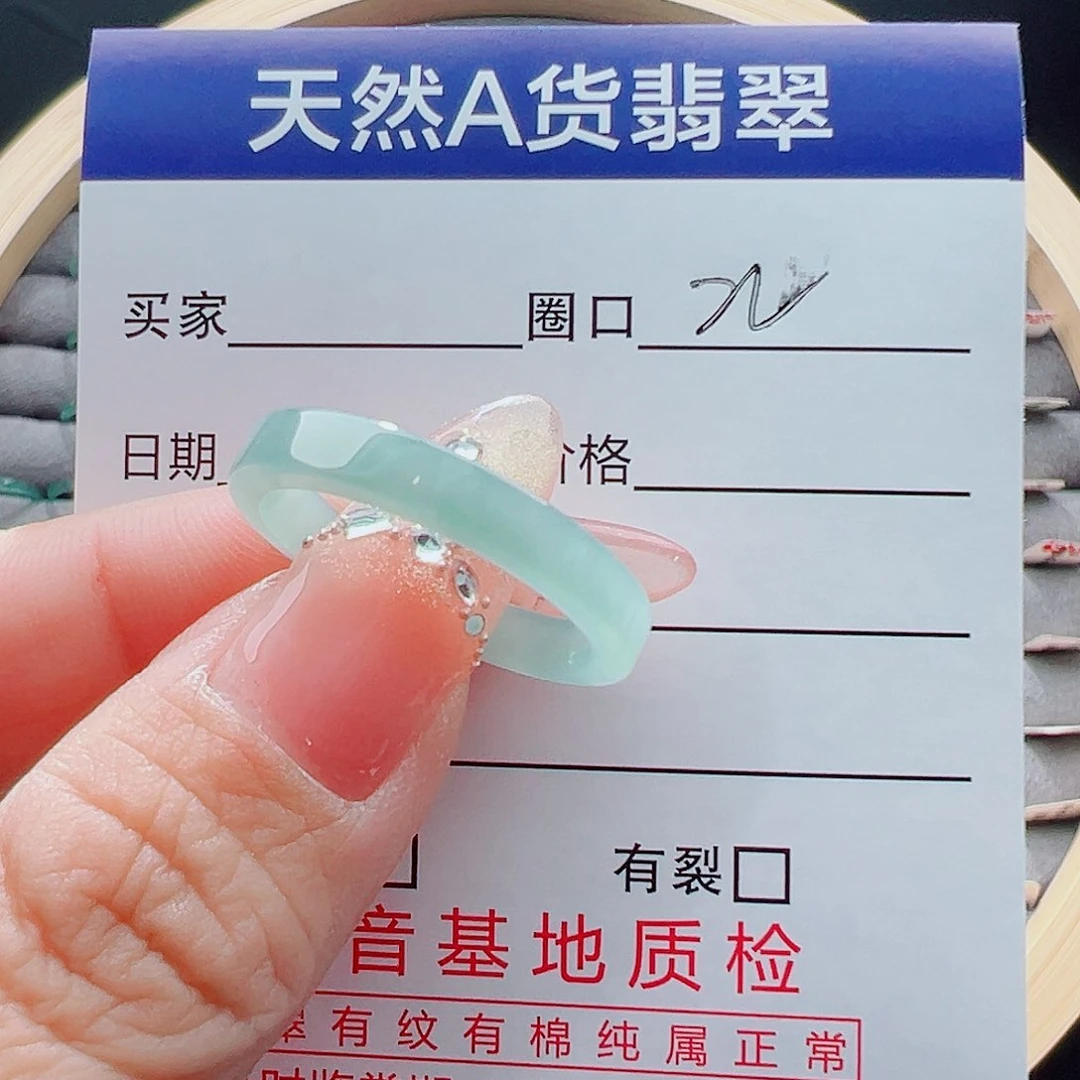 天然A货翡翠
买家 圈口
日期 价格
有裂
音基地质检
翠有纹有棉纯属正常